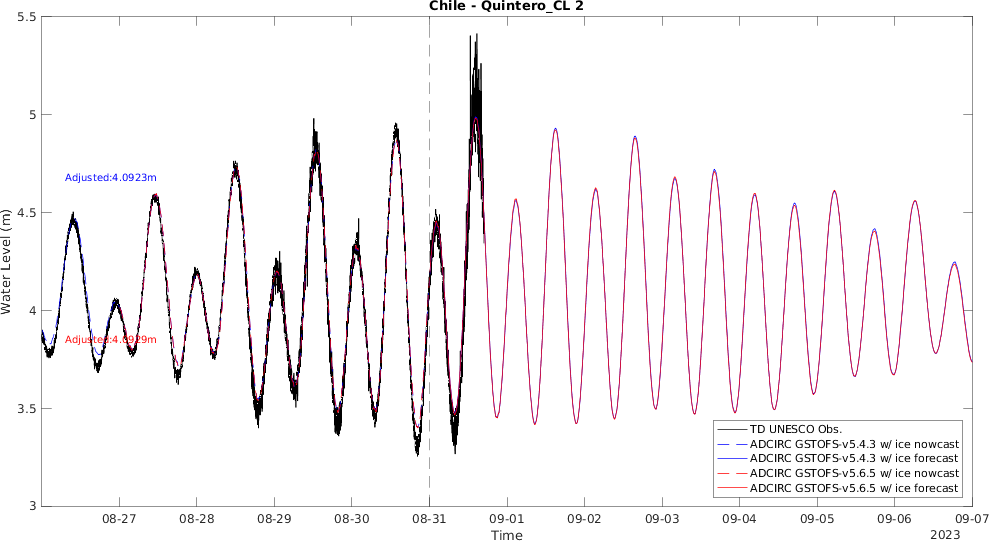 Chile - Quintero_CL 2
5.5
5
4.5
4
3.5
3
Water Level (m)
Adjusted:4.0923m
Adjusted:4.0929m
TD UNESCO Obs.
ADCIRC GSTOFS-v5.4.3 w/ ice nowcast
ADCIRC GSTOFS-v5.4.3 w/ ice forecast
ADCIRC GSTOFS-v5.6.5 w/ ice nowcast
ADCIRC GSTOFS-v5.6.5 w/ ice forecast
08-27 08-28 08-29 08-30 08-31 09-01 09-02 09-03 09-04 09-05 09-06 09-07
Time
2023